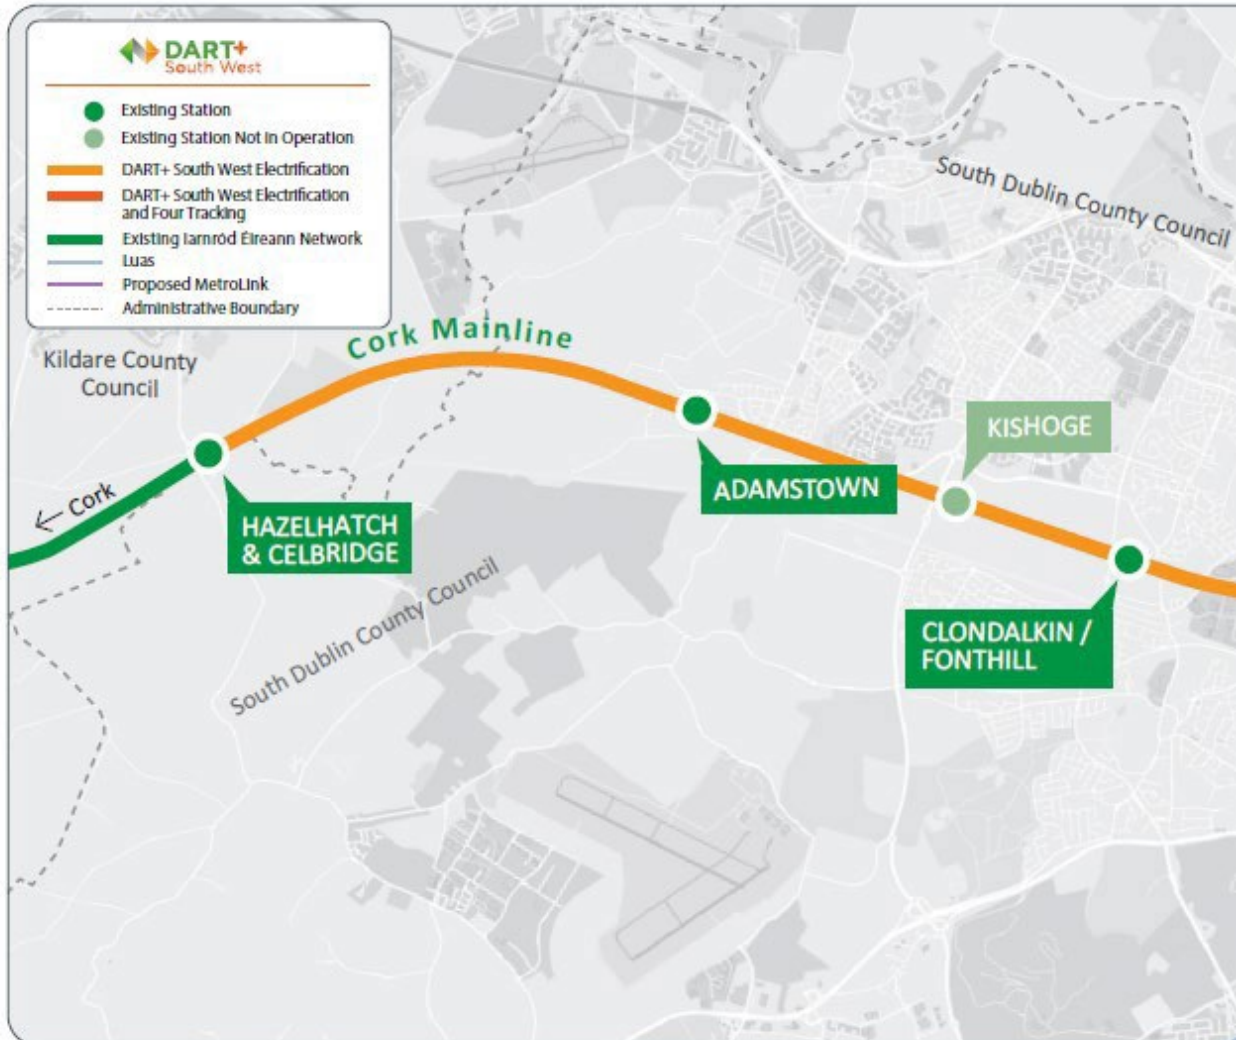 DART+
South West
Existing Station
Existing Station Not in Operation
DART+ South West Electrification
DART+ South West Electrification
and Four Tracking
Existing Iarnród Éireann Network
Luas
Proposed MetroLink
Administrative Boundary
South Dublin County Council
Cork Mainline
Kildare County
Council
KISHOGE
ADAMSTOWN
← Cork
HAZELHATCH
& CELBRIDGE
South Dublin County Council
CLONDALKIN /
FONTHILL